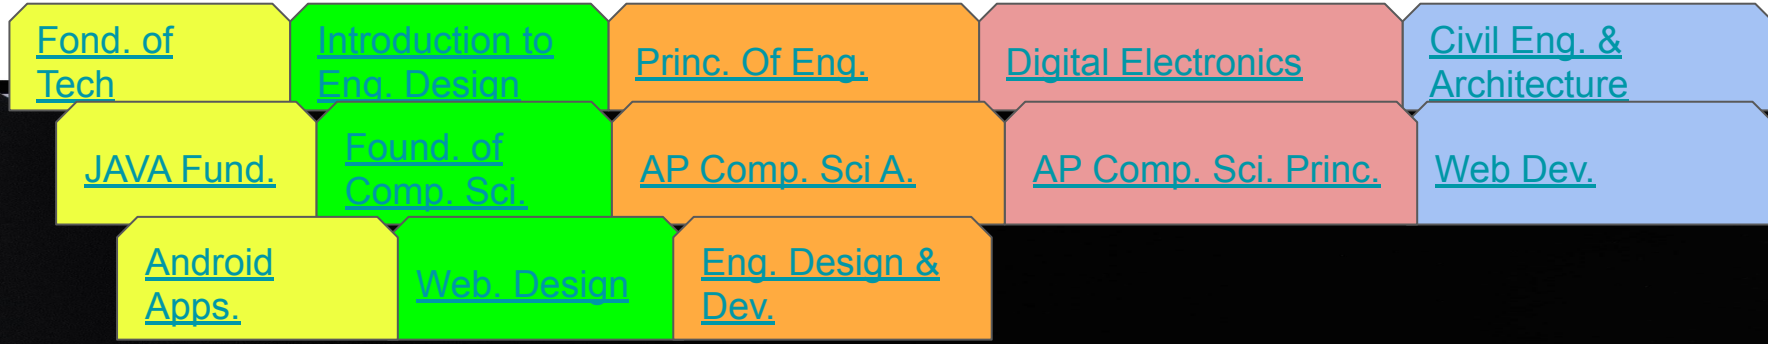 Fond. of
Tech
Introduction to
Eng. Design
Princ. Of Eng.
Digital Electronics
Civil Eng. &
Architecture
JAVA Fund.
Found. of
Comp. Sci.
AP Comp. Sci A.
AP Comp. Sci. Princ.
Web Dev.
Android
Apps.
Web. Design
Eng. Design &
Dev.